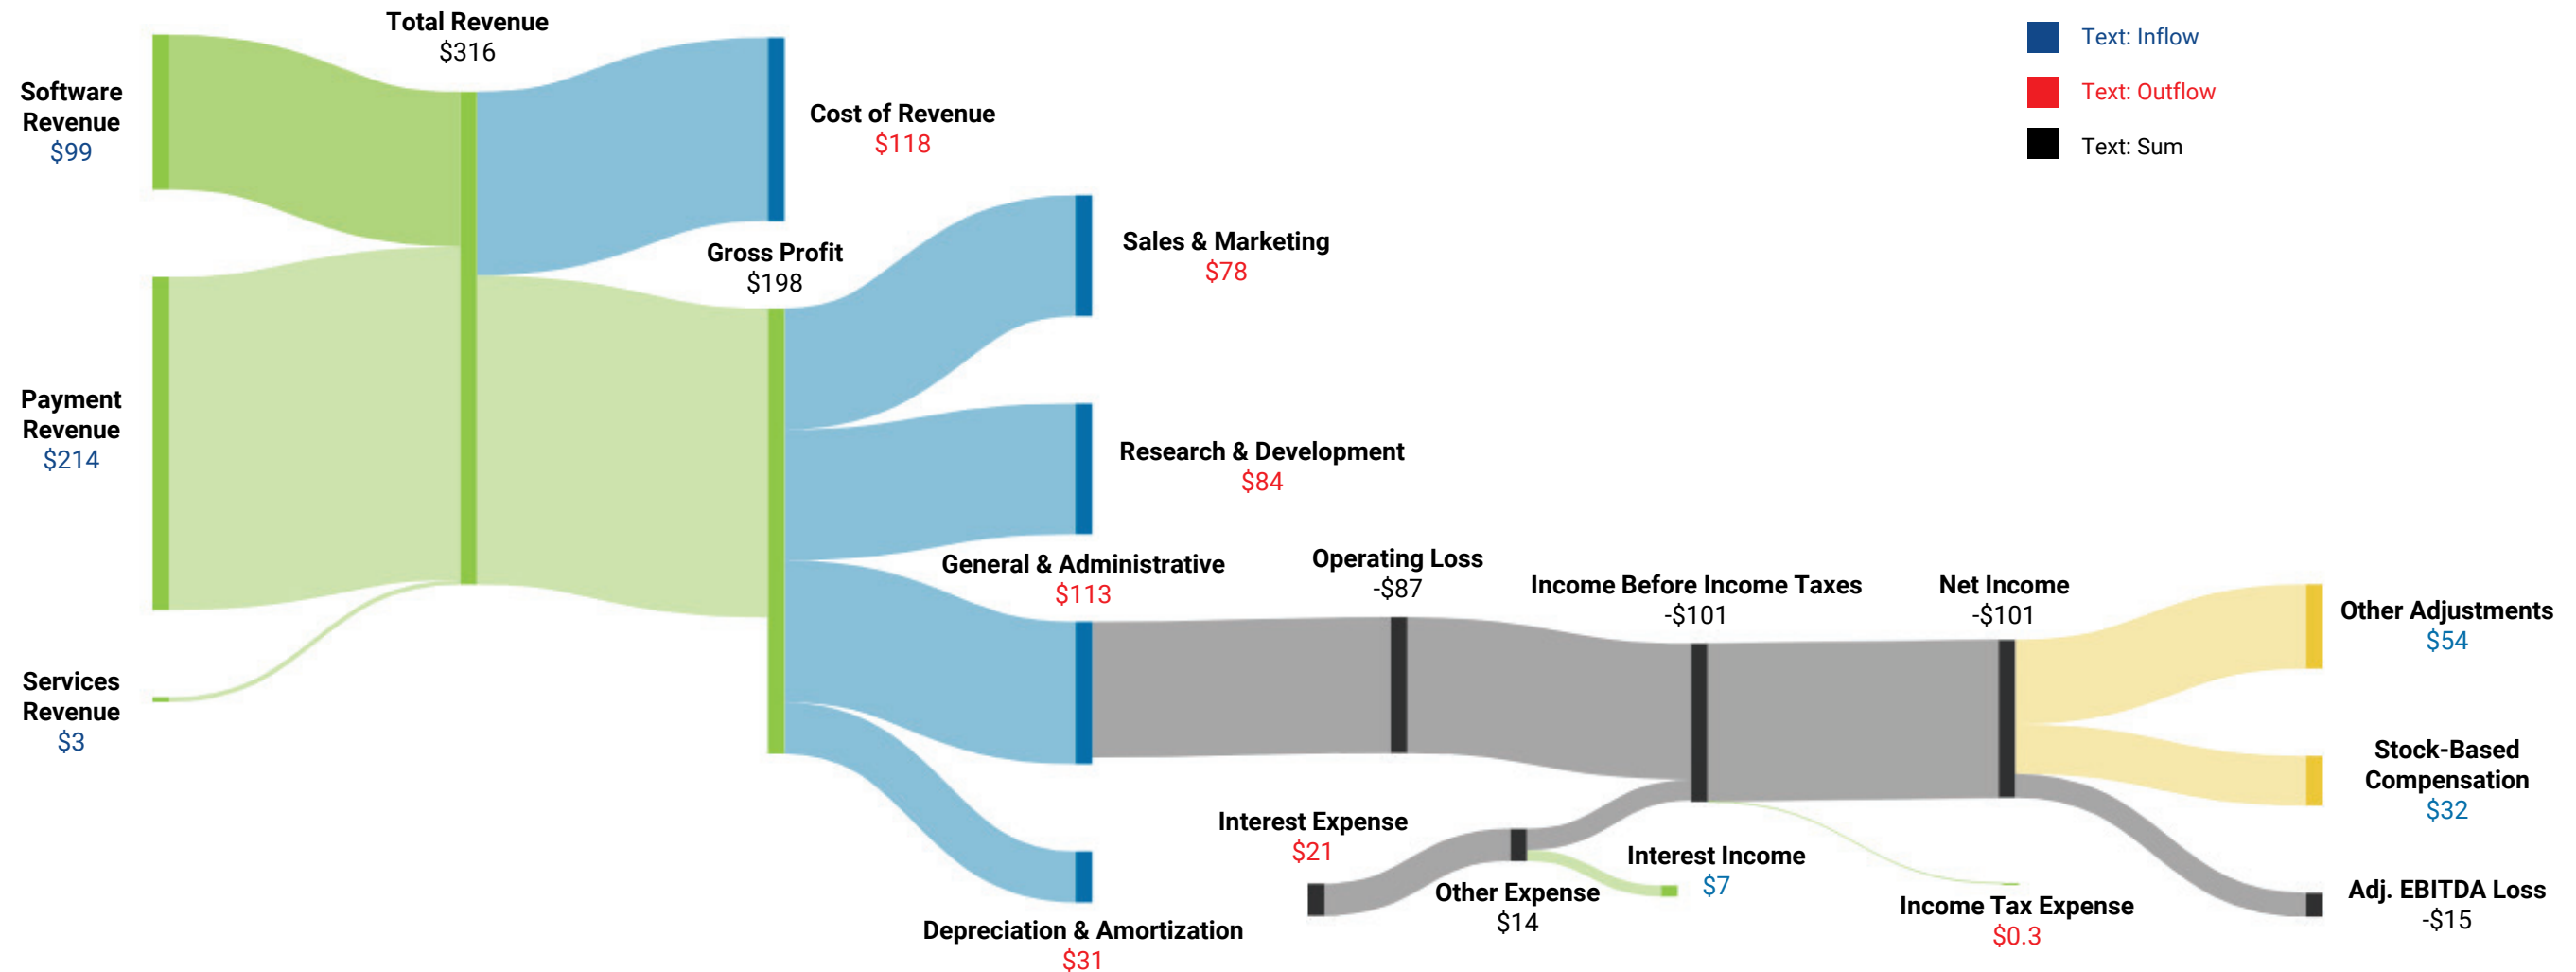 Total Revenue
$316
Software
Revenue
$99
Payment
Revenue
$214
Services
Revenue
$3
Cost of Revenue
$118
Gross Profit
$198
Sales & Marketing
$78
Research & Development
$84
General & Administrative
$113
Depreciation & Amortization
$31
Operating Loss
-$87
Interest Expense
$21
Other Expense
$14
Interest Income
$7
Income Before Income Taxes
-$101
Income Tax Expense
$0.3
Net Income
-$101
Other Adjustments
$54
Stock-Based
Compensation
$32
Adj. EBITDA Loss
-$15
Text: Inflow
Text: Outflow
Text: Sum